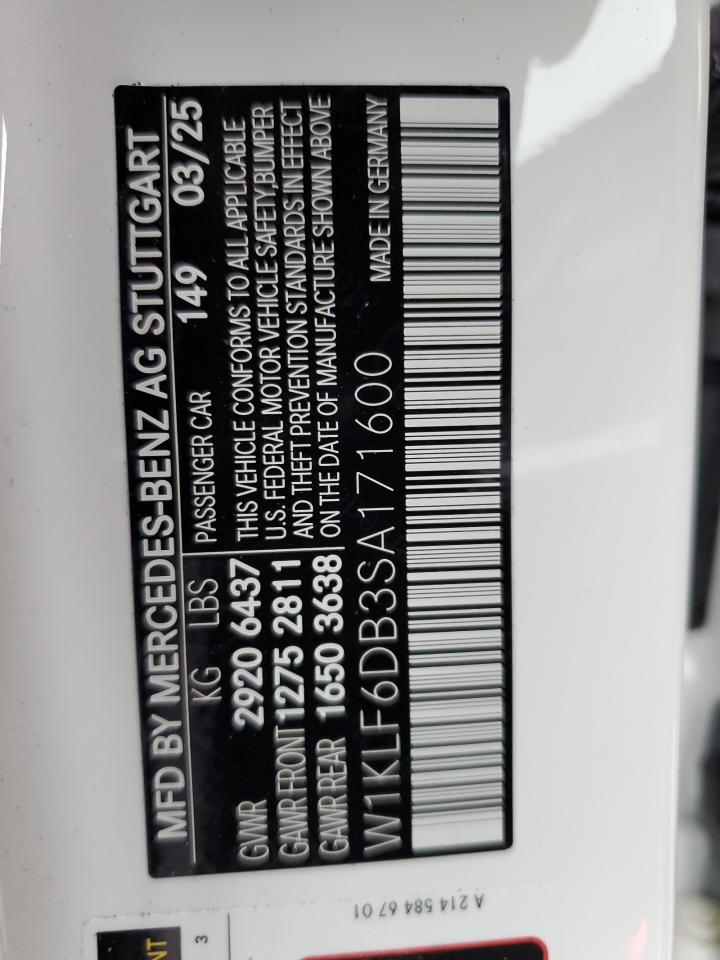 MFD BY MERCEDES-BENZ AG STUTTGART
KG LBS
GVWR 2920 6437
GAWR FRONT 1275 2811
GAWR REAR 1650 3638
PASSENGER CAR 149 03/25
THIS VEHICLE CONFORMS TO ALL APPLICABLE
U.S. FEDERAL MOTOR VEHICLE SAFETY,BUMPER
AND THEFT PREVENTION STANDARDS IN EFFECT
ON THE DATE OF MANUFACTURE SHOWN ABOVE
W1KLF6DB3SA171600 MADE IN GERMANY
A 214 584 67 01
3
NT